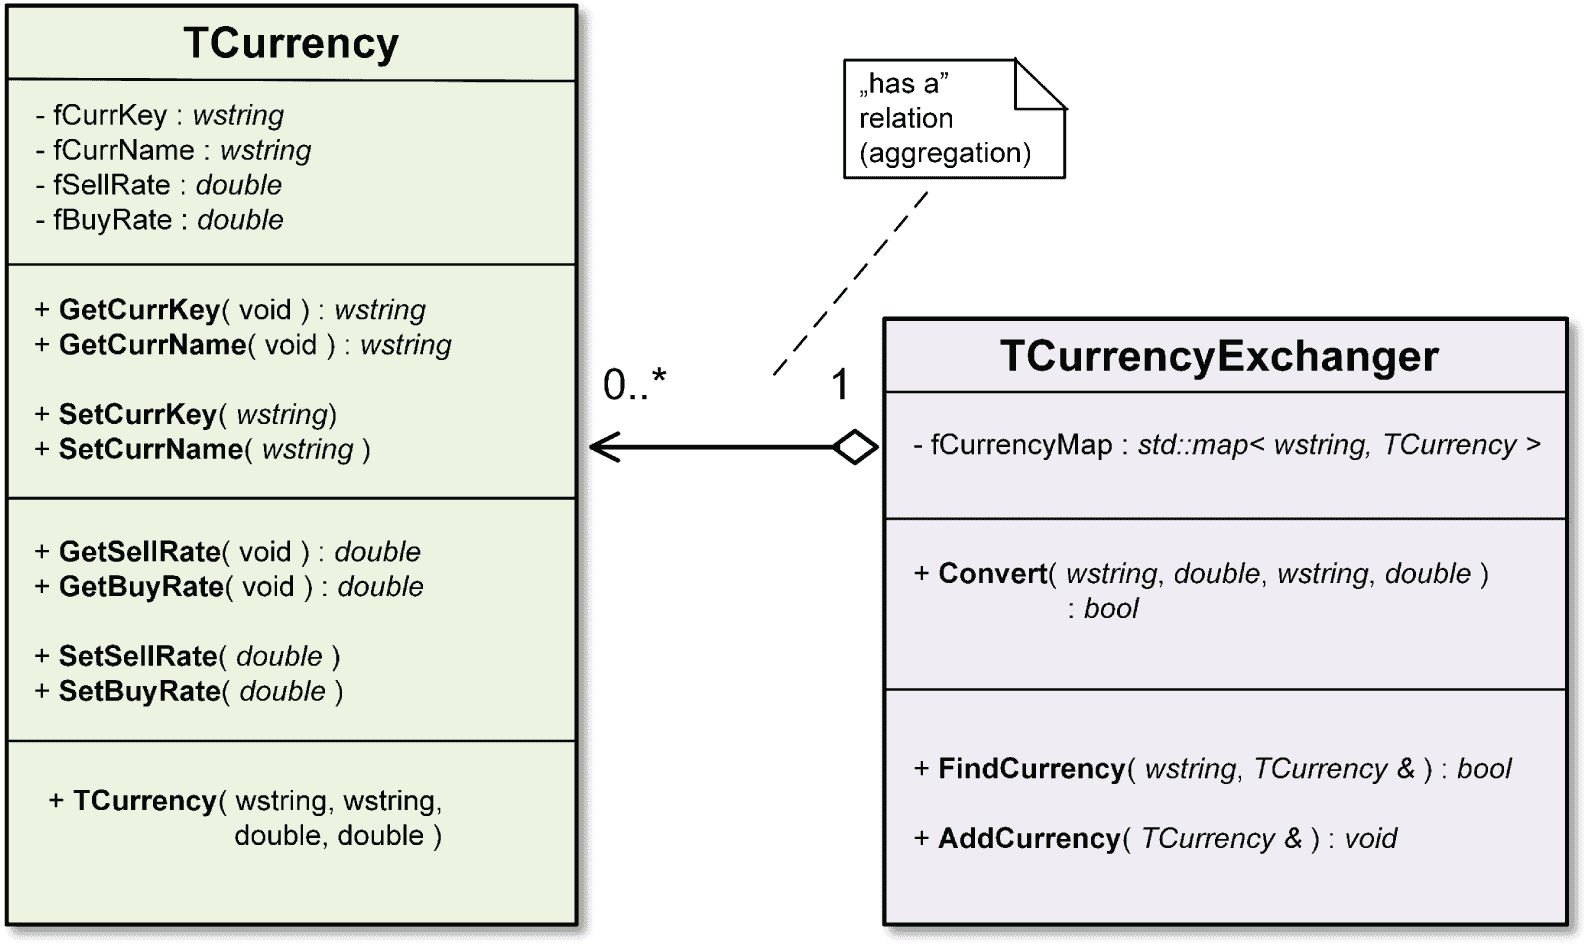 TCurrency
- fCurrKey : wstring
- fCurrName : wstring
- fSellRate : double
- fBuyRate : double
+ GetCurrKey( void ) : wstring
+ GetCurrName( void ) : wstring
+ SetCurrKey( wstring)
+ SetCurrName( wstring )
+ GetSellRate( void ) : double
+ GetBuyRate( void ) : double
+ SetSellRate( double )
+ SetBuyRate( double )
+ TCurrency( wstring, wstring,
double, double )
„has a”
relation
(aggregation)
0..*
1
TCurrencyExchanger
- fCurrencyMap : std::map< wstring, TCurrency >
+ Convert( wstring, double, wstring, double )
: bool
+ FindCurrency( wstring, TCurrency & ) : bool
+ AddCurrency( TCurrency & ) : void